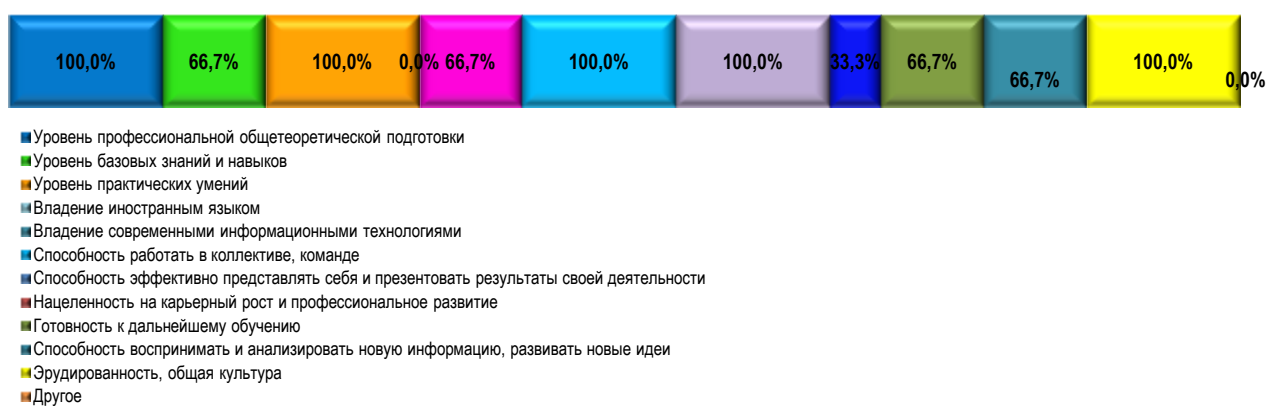 100,0% 66,7% 100,0% 0,0% 66,7% 100,0% 100,0% 33,3% 66,7% 66,7% 100,0% 0,0%
Уровень профессиональной общетеоретической подготовки
Уровень базовых знаний и навыков
Уровень практических умений
Владение иностранным языком
Владение современными информационными технологиями
Способность работать в коллективе, команде
Способность эффективно представлять себя и презентовать результаты своей деятельности
Нацеленность на карьерный рост и профессиональное развитие
Готовность к дальнейшему обучению
Способность воспринимать и анализировать новую информацию, развивать новые идеи
Эрудированность, общая культура
Другое